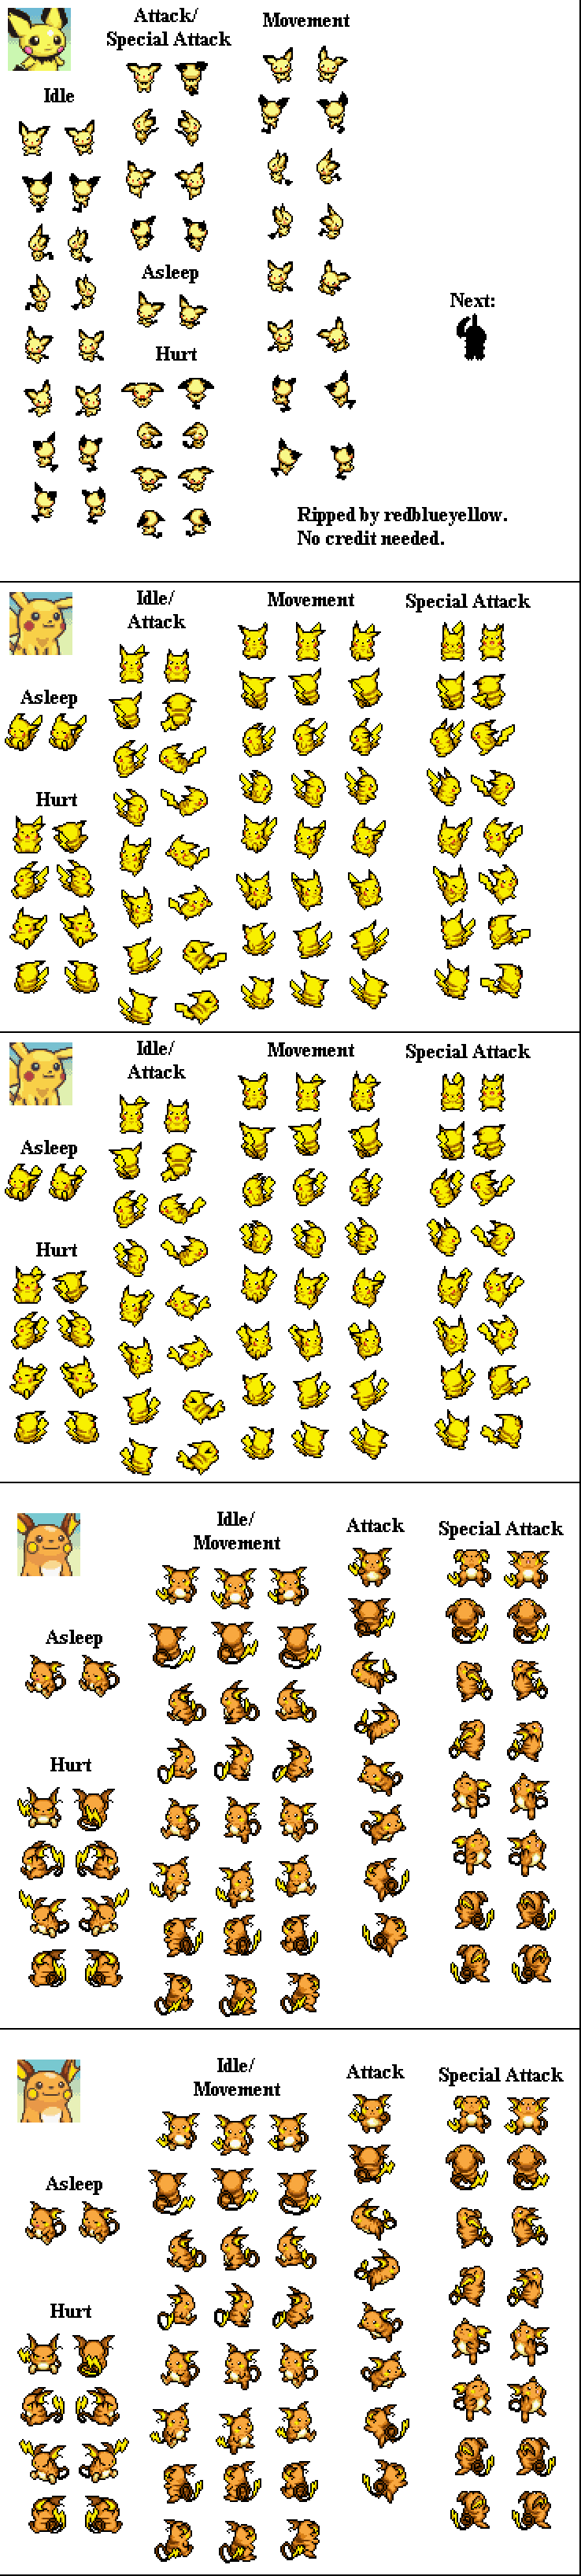 Attack/
Special Attack
Movement
Idle
Asleep
Hurt
Next:
Ripped by redblueyellow.
No credit needed.
Idle/
Attack
Movement
Special Attack
Asleep
Hurt
Idle/
Attack
Movement
Special Attack
Asleep
Hurt
Idle/
Movement
Attack
Special Attack
Asleep
Hurt
Idle/
Movement
Attack
Special Attack
Asleep
Hurt